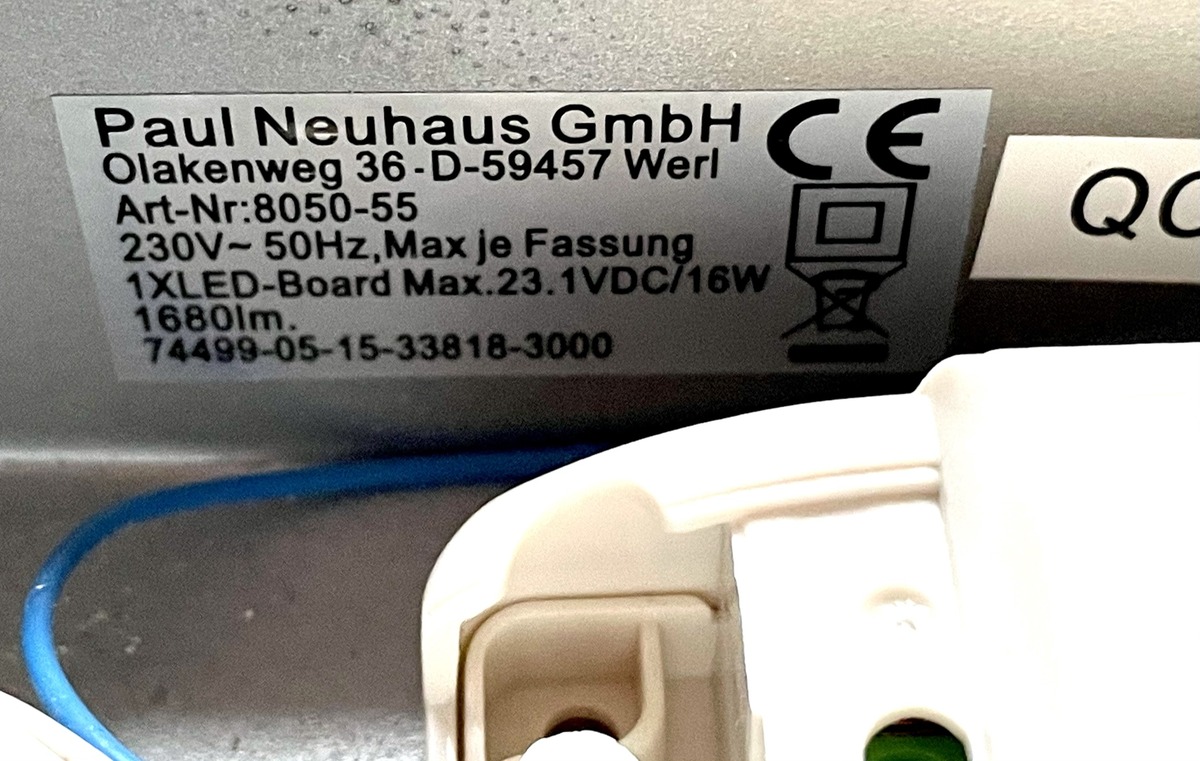 Paul Neuhaus GmbH CE
Olakenweg 36-D-59457 Werl
Art-Nr:8050-55
230V~ 50Hz,Max je Fassung
1XLED-Board Max.23.1VDC/16W
1680lm.
74499-05-15-33818-3000